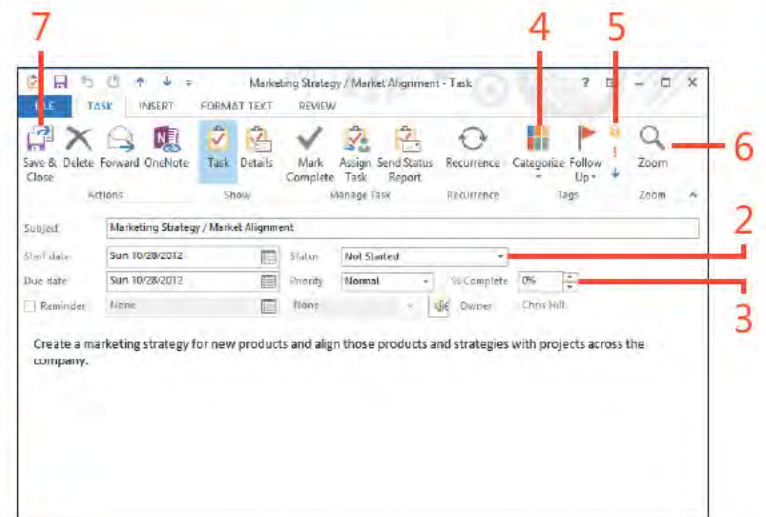 7 4 5
Marketing Strategy / Market Alignment - Task
FILE TASK INSERT FORMAT TEXT REVIEW
Save & Close Delete Forward OneNote Task Details Mark Complete Assign Task Send Status Report Recurrence Categorize Follow Up Zoom
6
Actions Show Manage Task Recurrence Tags Zoom
Subject Marketing Strategy / Market Alignment
2
Start date Sun 10/28/2012 Status Not Started
Due date Sun 10/28/2012 Priority Normal % Complete 0%
3
Reminder None None Owner Chris Hill
Create a marketing strategy for new products and align those products and strategies with projects across the
company.